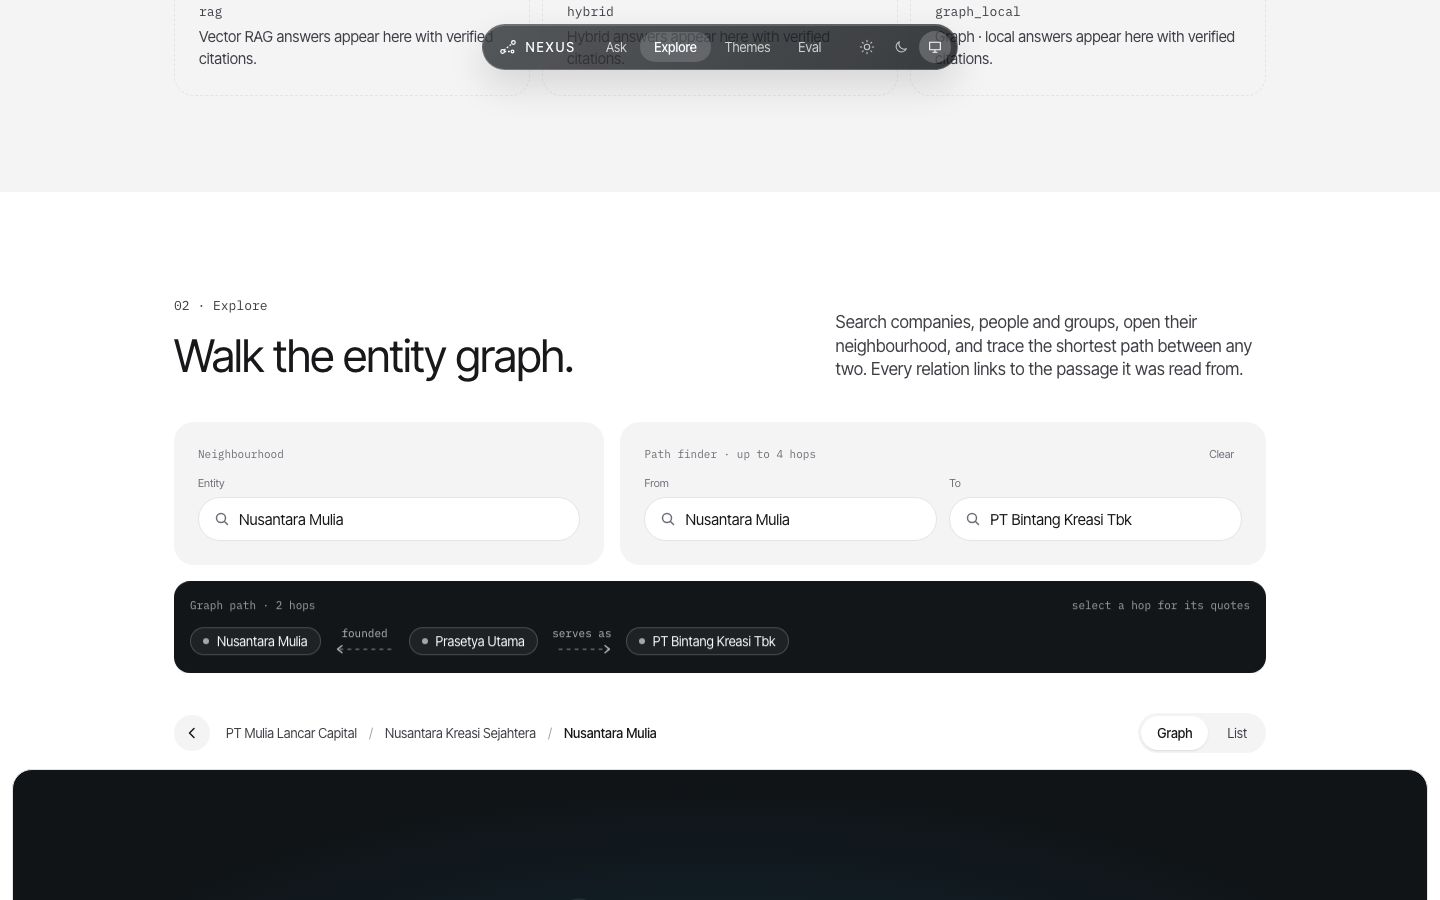 rag
hybrid
graph_local
Vector RAG answers appear here with verified
citations.
Hybrid answers appear here with verified
citations.
Graph · local answers appear here with verified
citations.
NEXUS
Ask
Explore
Themes
Eval
02 · Explore
Walk the entity graph.
Search companies, people and groups, open their
neighbourhood, and trace the shortest path between any
two. Every relation links to the passage it was read from.
Neighbourhood
Entity
Nusantara Mulia
Path finder · up to 4 hops
Clear
From
To
Nusantara Mulia
PT Bintang Kreasi Tbk
Graph path · 2 hops
select a hop for its quotes
Nusantara Mulia
founded
Prasetya Utama
serves as
PT Bintang Kreasi Tbk
PT Mulia Lancar Capital / Nusantara Kreasi Sejahtera / Nusantara Mulia
Graph
List